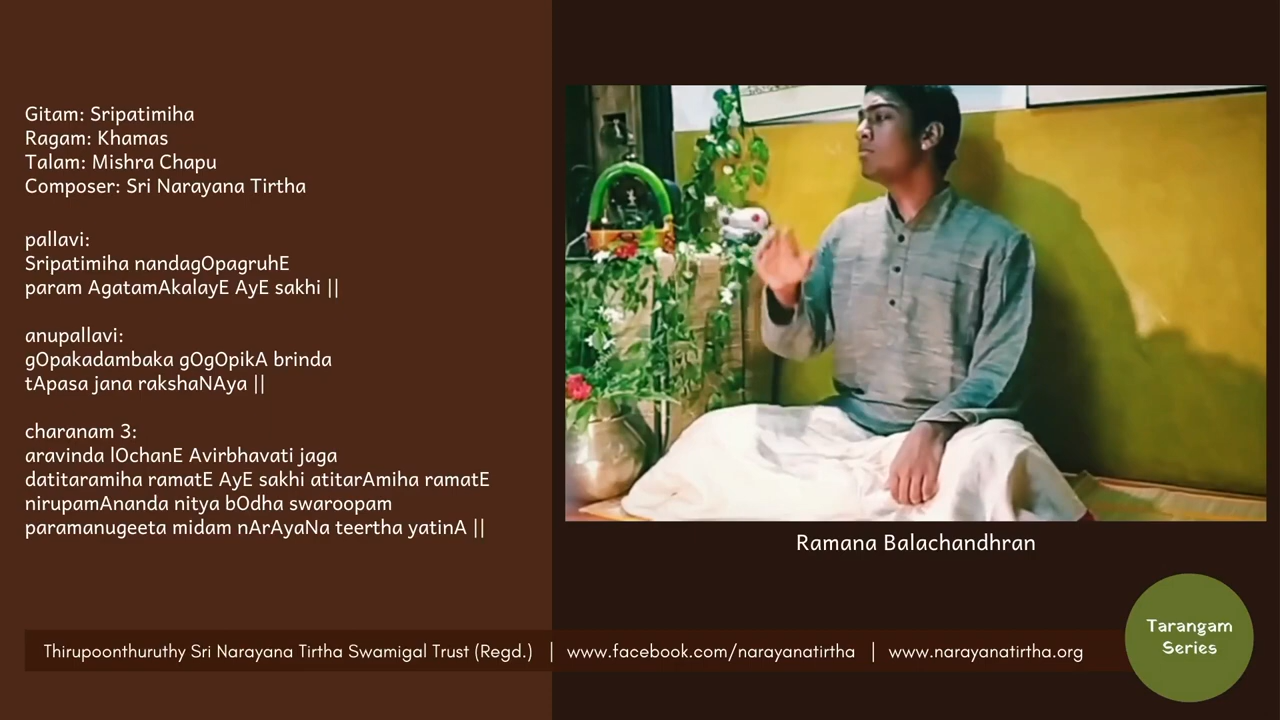 Gitam: Sripatimiha
Ragam: Khamas
Talam: Mishra Chapu
Composer: Sri Narayana Tirtha
pallavi:
Sripatimiha nandagOpagruhE
param AgatamAkalayE AyE sakhi ||
anupallavi:
gOpakadambaka gOgOpikA brinda
tApasa jana rakshaNAya ||
charanam 3:
aravinda lOchanE Avirbhavati jaga
datitaramiha ramatE AyE sakhi atitarAmiha ramatE
nirupamAnanda nitya bOdha swaroopam
paramanugeeta midam nArAyaNa teertha yatinA ||
Ramana Balachandhran
Thirupoonthuruthy Sri Narayana Tirtha Swamigal Trust (Regd.) | www.facebook.com/narayanatirtha | www.narayanatirtha.org
Tarangam
Series